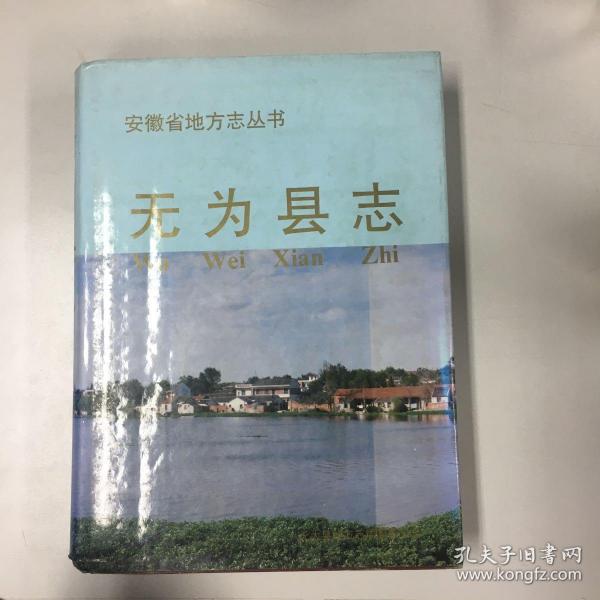 安徽省地方志丛书
无为县志
Wu Wei Xian Zhi
孔夫子旧书网
www.kongfz.com